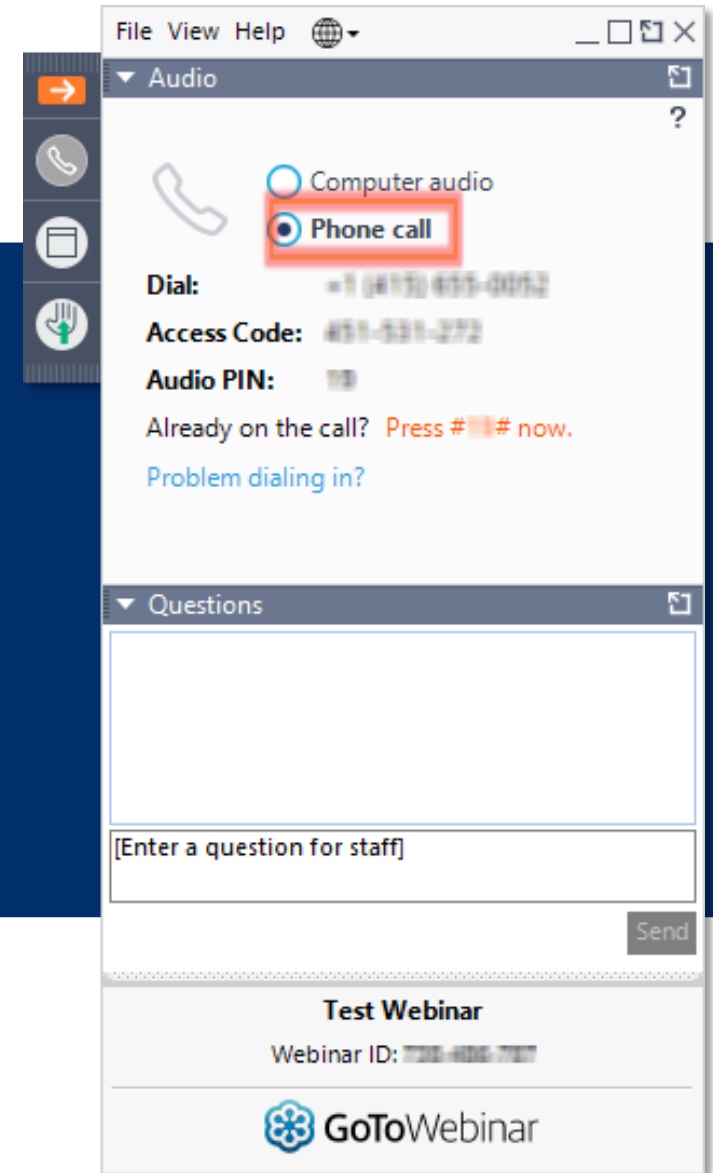 File View Help
Audio
?
Computer audio
Phone call
Dial:
Access Code:
Audio PIN:
Already on the call? Press # # now.
Problem dialing in?
Questions
[Enter a question for staff]
Send
Test Webinar
Webinar ID:
GoToWebinar